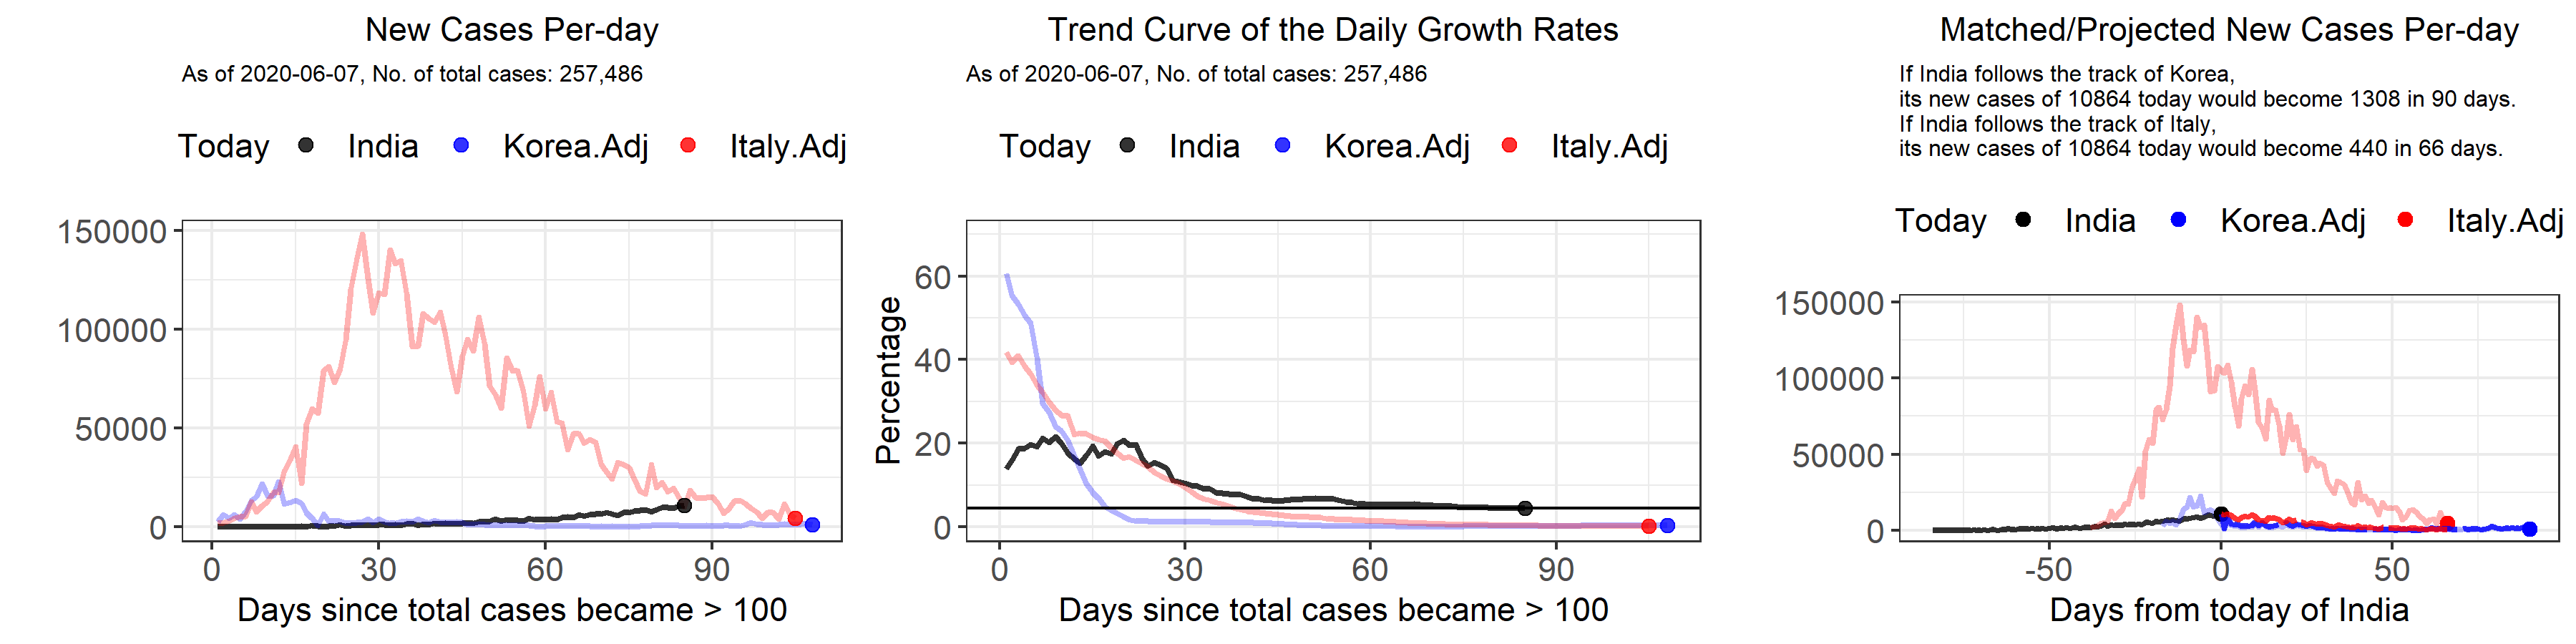 New Cases Per-day
As of 2020-06-07, No. of total cases: 257,486
Today India Korea.Adj Italy.Adj
150000
100000
50000
0
0 30 60 90
Days since total cases became > 100
Trend Curve of the Daily Growth Rates
As of 2020-06-07, No. of total cases: 257,486
Today India Korea.Adj Italy.Adj
Percentage
60
40
20
0
0 30 60 90
Days since total cases became > 100
Matched/Projected New Cases Per-day
If India follows the track of Korea,
its new cases of 10864 today would become 1308 in 90 days.
If India follows the track of Italy,
its new cases of 10864 today would become 440 in 66 days.
Today India Korea.Adj Italy.Adj
150000
100000
50000
0
-50 0 50
Days from today of India